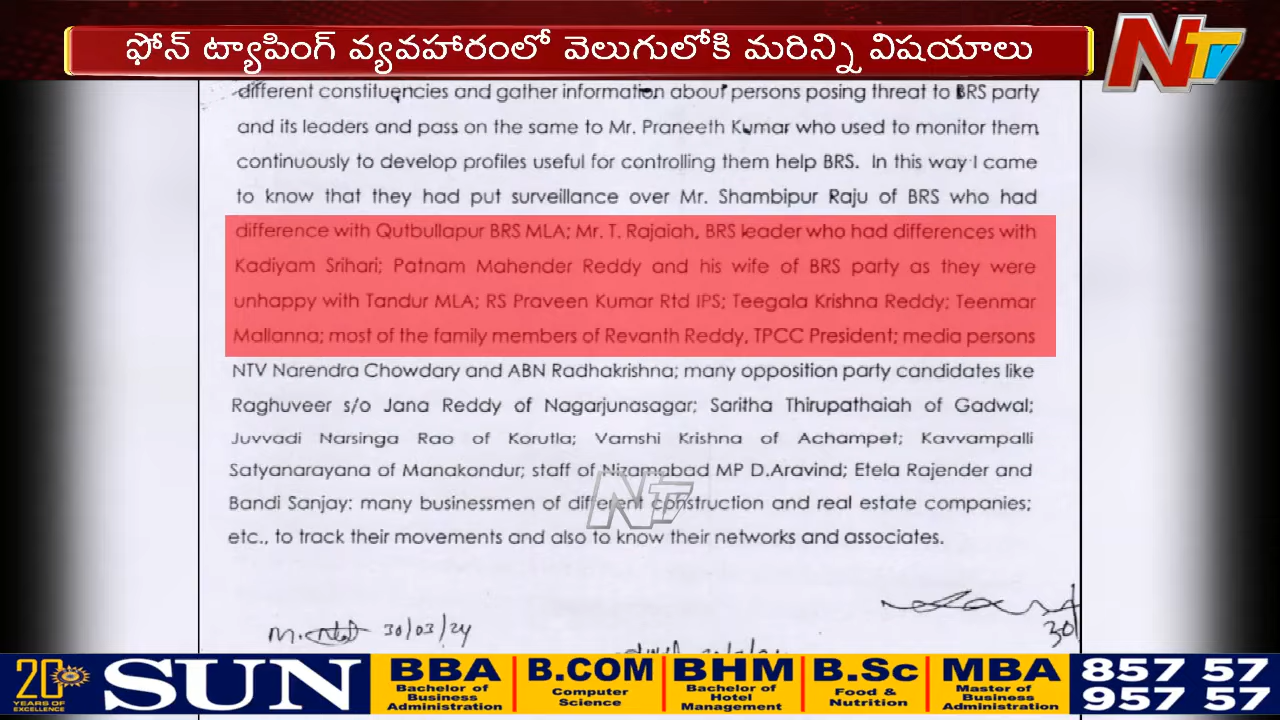 ఫోన్ ట్యాపింగ్ వ్యవహారంలో వెలుగులోకి మరిన్ని విషయాలు
NTV
different constituencies and gather information about persons posing threat to BRS party
and its leaders and pass on the same to Mr. Praneeth Kumar who used to monitor them
continuously to develop profiles useful for controlling them help BRS. In this way I came
to know that they had put surveillance over Mr. Shambipur Raju of BRS who had
difference with Qutbullapur BRS MLA; Mr. T. Rajaiah, BRS leader who had differences with
Kadiyam Srihari; Patnam Mahender Reddy and his wife of BRS party as they were
unhappy with Tandur MLA; RS Praveen Kumar Rtd IPS; Teegala Krishna Reddy; Teenmar
Mallanna; most of the family members of Revanth Reddy, TPCC President; media persons
NTV Narendra Chowdary and ABN Radhakrishna; many opposition party candidates like
Raghuveer s/o Jana Reddy of Nagarjunasagar; Saritha Thirupathaiah of Gadwal;
Juvvadi Narsinga Rao of Korutla; Vamshi Krishna of Achampet; Kavvampalli
Satyanarayana of Manakondur; staff of Nizamabad MP D.Aravind; Etela Rajender and
Bandi Sanjay; many businessmen of different construction and real estate companies;
etc., to track their movements and also to know their networks and associates.
NTV
30/03/24
30
20 YEARS OF EXCELLENCE
SUN
BBA Bachelor of Business Administration
B.COM Computer Science
BHM Bachelor of Hotel Management
B.Sc Food & Nutrition
MBA Master of Business Administration
857 57
957 57